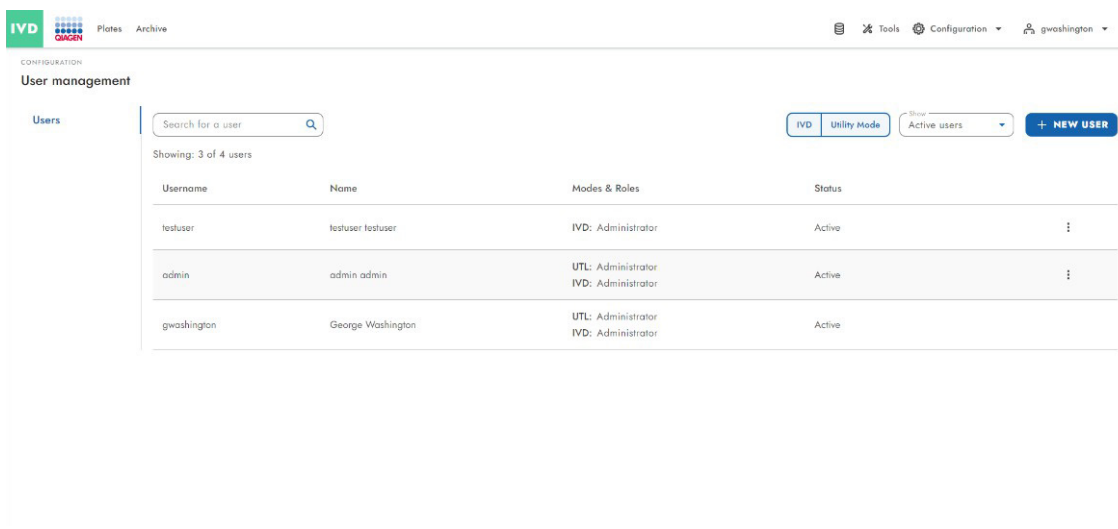 IVD QIAGEN Plates Archive Tools Configuration gwashington
CONFIGURATION
User management
Users
Search for a user
IVD Utility Mode
Show
Active users
+ NEW USER
Showing: 3 of 4 users
Username Name Modes & Roles Status
testuser testuser testuser IVD: Administrator Active
admin admin admin UTL: Administrator Active
IVD: Administrator
gwashington George Washington UTL: Administrator Active
IVD: Administrator